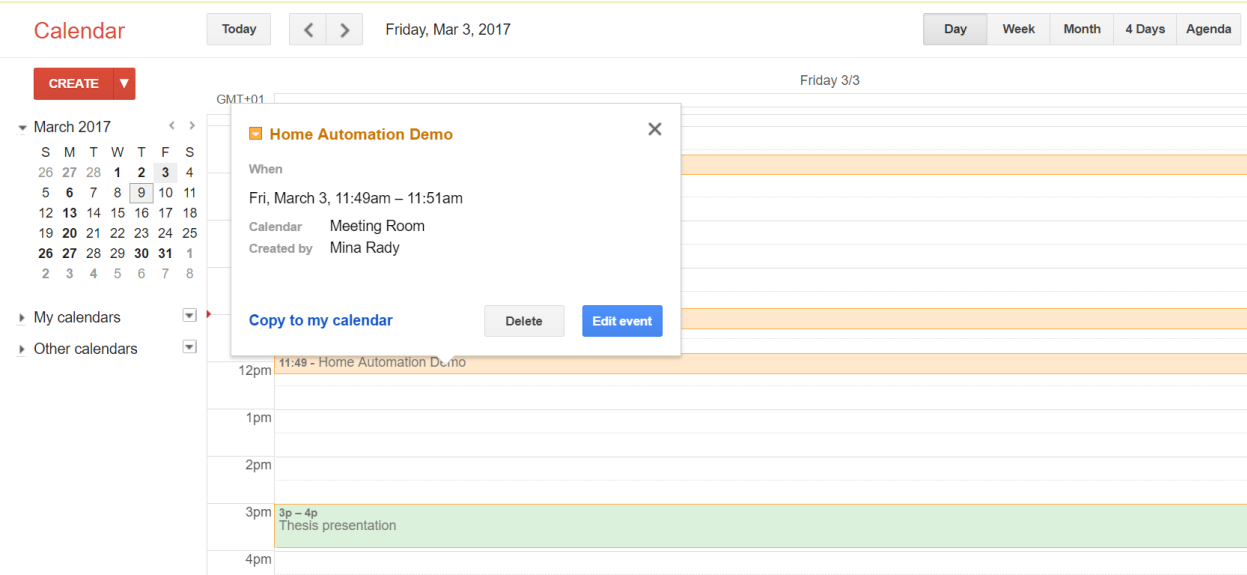 Calendar
Today
Friday, Mar 3, 2017
Day Week Month 4 Days Agenda
CREATE
Friday 3/3
GMT+01
March 2017
S M T W T F S
26 27 28 1 2 3 4
5 6 7 8 9 10 11
12 13 14 15 16 17 18
19 20 21 22 23 24 25
26 27 28 29 30 31 1
2 3 4 5 6 7 8
My calendars
Other calendars
Home Automation Demo
When
Fri, March 3, 11:49am – 11:51am
Calendar Meeting Room
Created by Mina Rady
Copy to my calendar
Delete
Edit event
11:49 - Home Automation Demo
12pm
1pm
2pm
3pm
3p – 4p
Thesis presentation
4pm